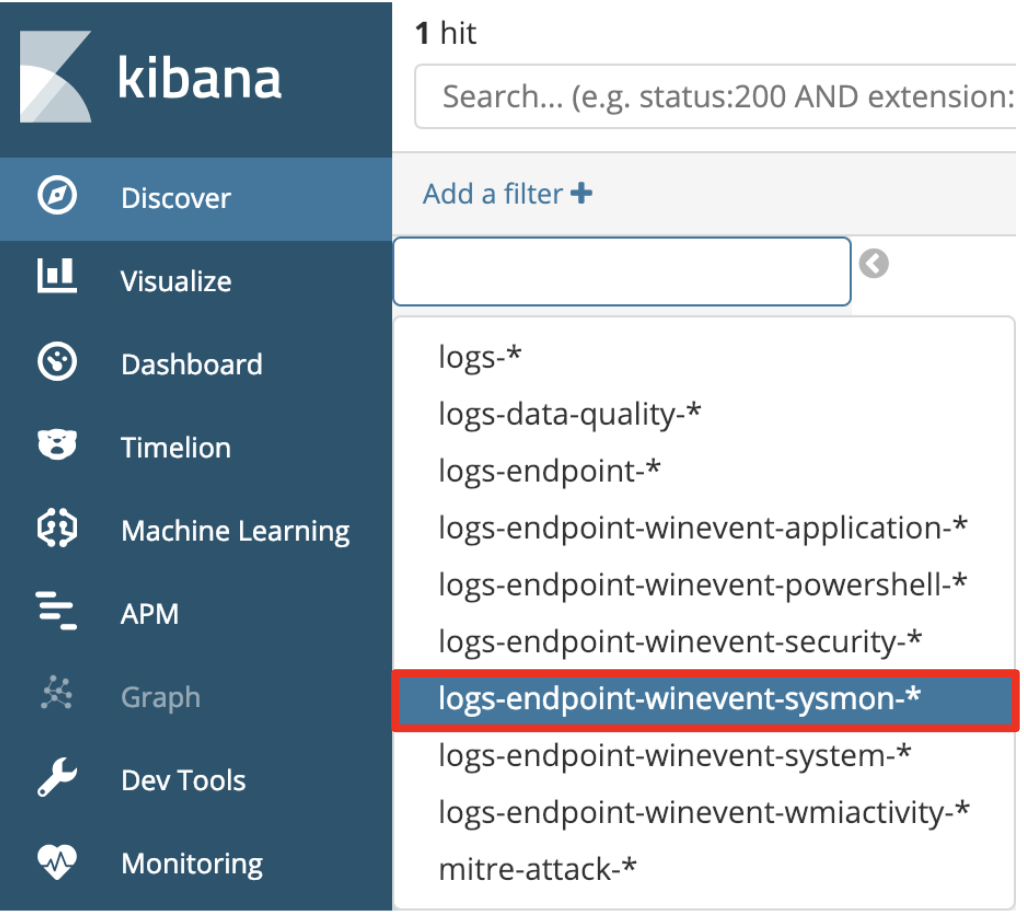 kibana
Discover
Visualize
Dashboard
Timelion
Machine Learning
APM
Graph
Dev Tools
Monitoring
1 hit
Search... (e.g. status:200 AND extension:
Add a filter +
logs-*
logs-data-quality-*
logs-endpoint-*
logs-endpoint-winevent-application-*
logs-endpoint-winevent-powershell-*
logs-endpoint-winevent-security-*
logs-endpoint-winevent-sysmon-*
logs-endpoint-winevent-system-*
logs-endpoint-winevent-wmiactivity-*
mitre-attack-*